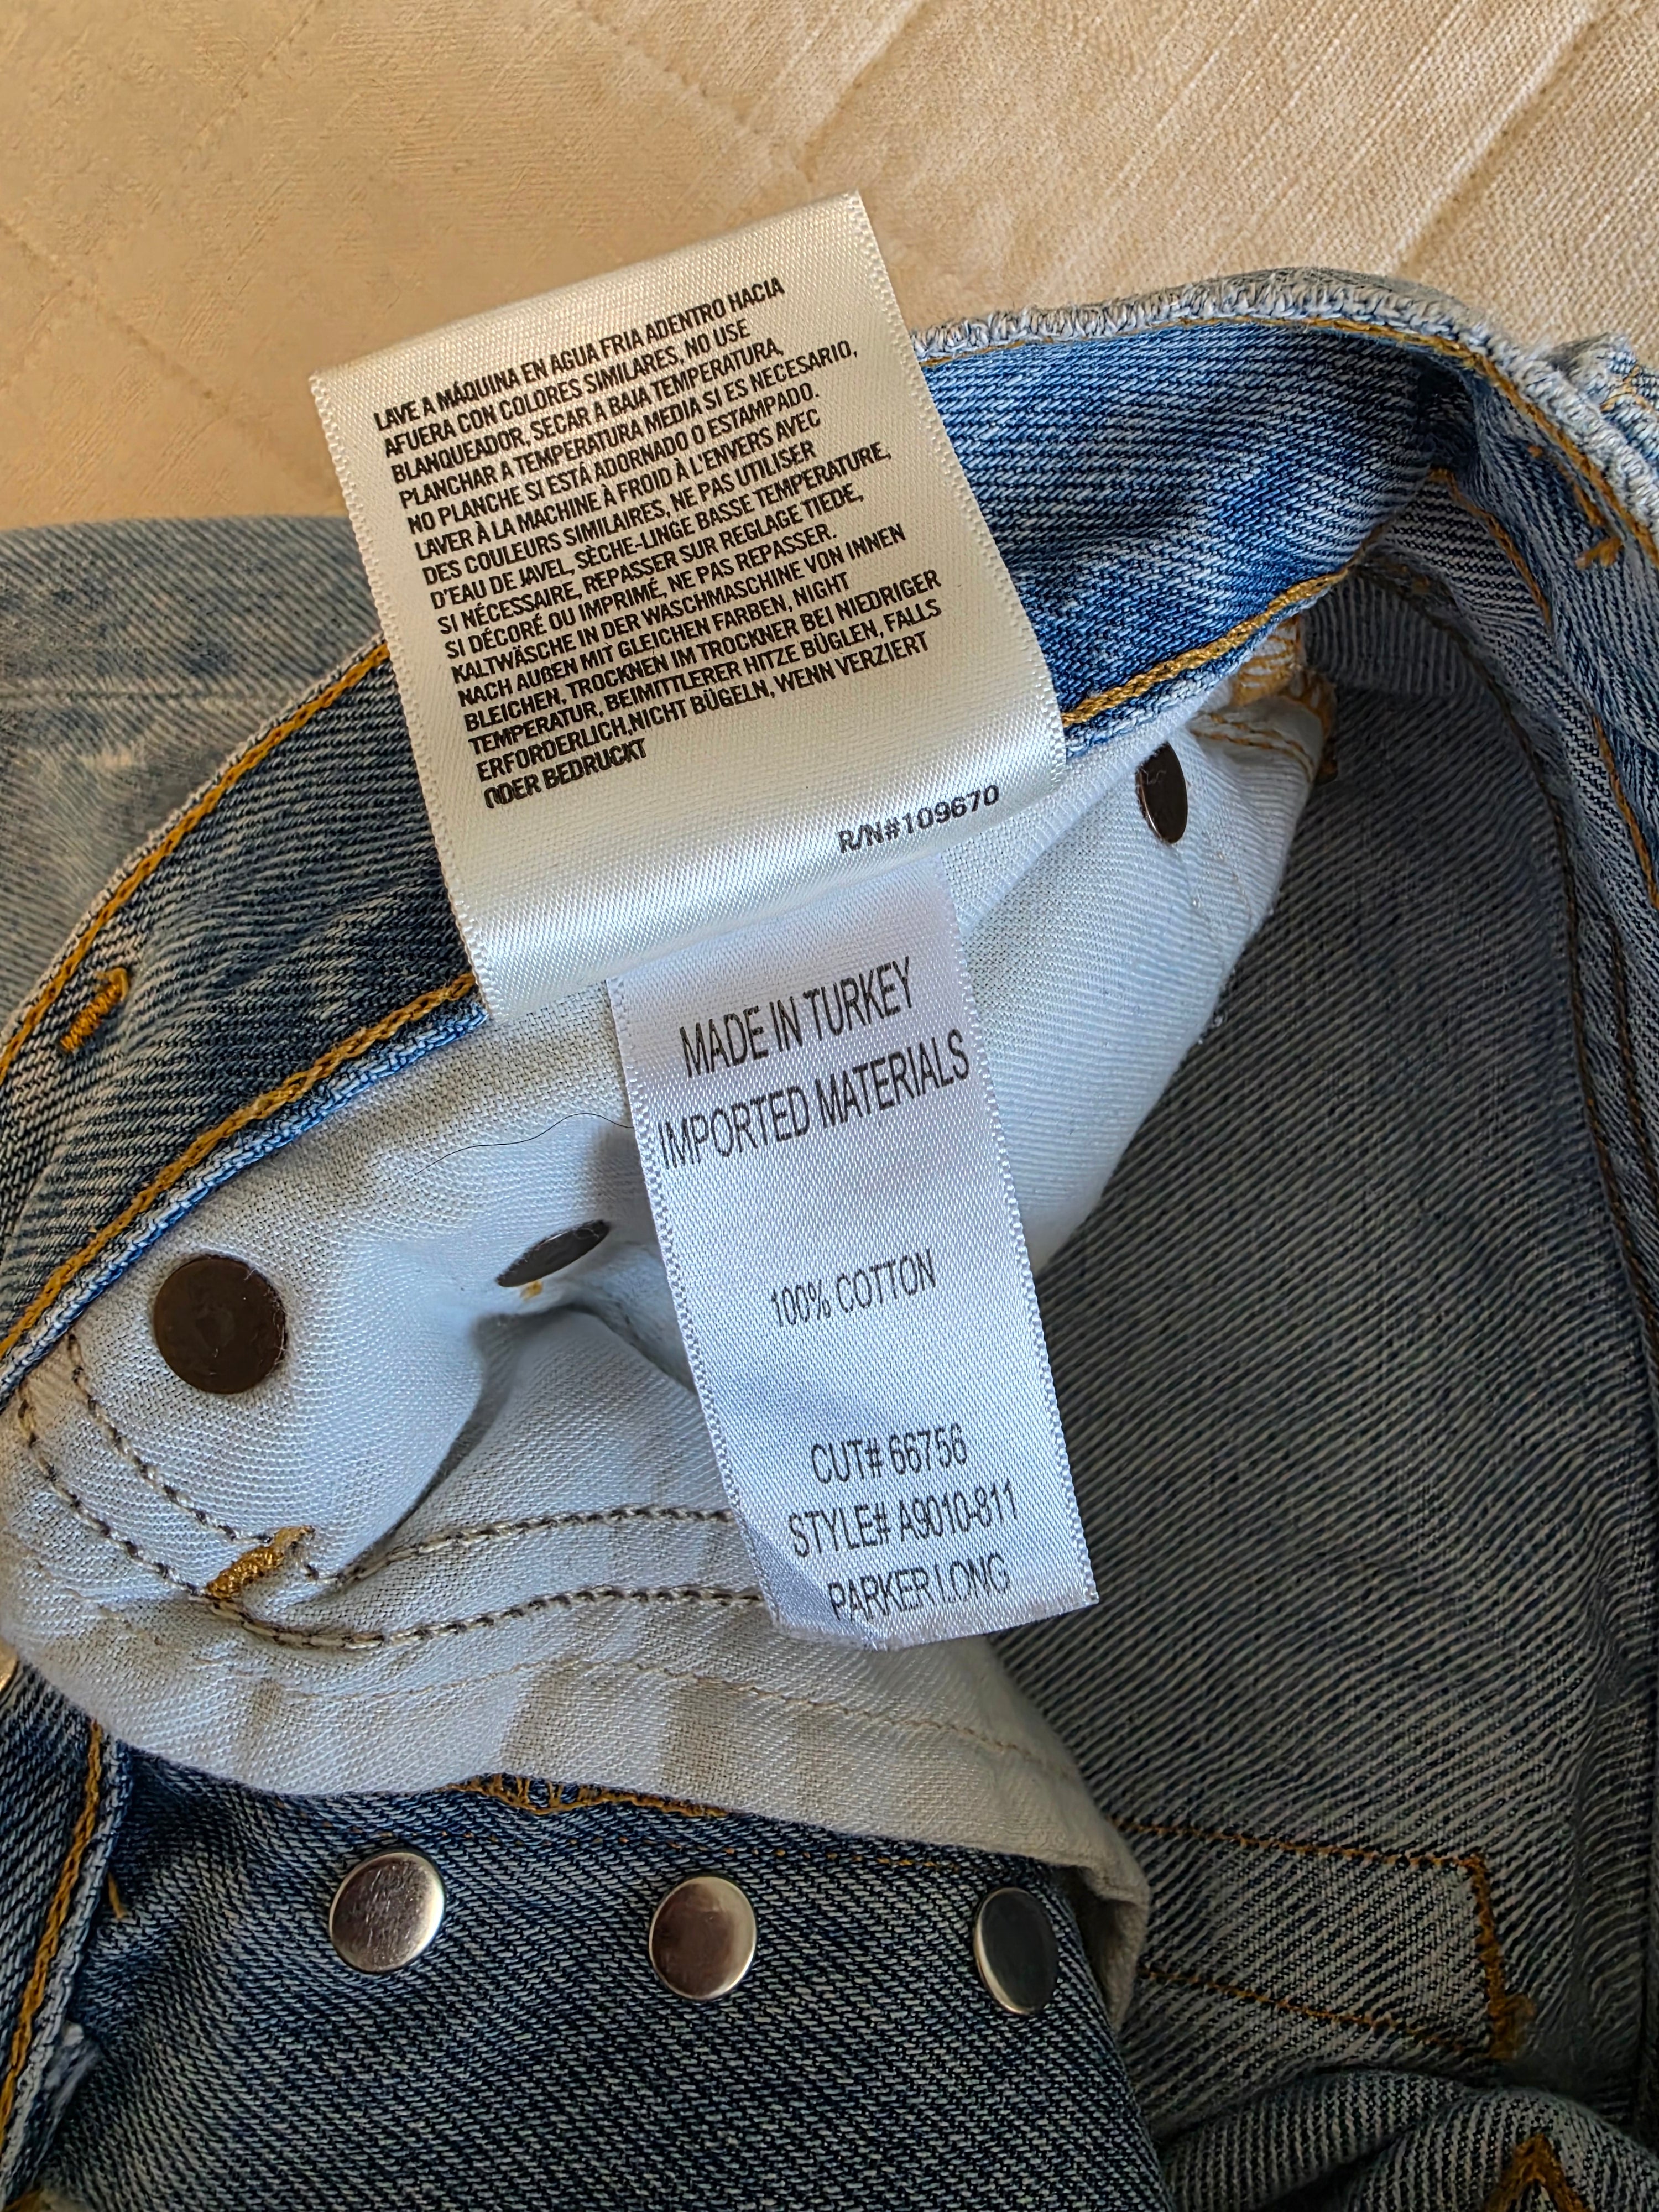 LAVE A MÁQUINA EN AGUA FRIA ADENTRO HACIA
AFUERA CON COLORES SIMILARES, NO USE
BLANQUEADOR, SECAR A BAJA TEMPERATURA,
PLANCHAR A TEMPERATURA MEDIA SI ES NECESARIO,
NO PLANCHE SI ESTÁ ADORNADO O ESTAMPADO.
LAVER À LA MACHINE À FROID À L'ENVERS AVEC
DES COULEURS SIMILAIRES, NE PAS UTILISER
D'EAU DE JAVEL, SÈCHE-LINGE BASSE TEMPERATURE,
SI NÉCESSAIRE, REPASSER SUR REGLAGE TIEDE,
SI DÉCORÉ OU IMPRIMÉ, NE PAS REPASSER.
KALTWÄSCHE IN DER WASCHMASCHINE VON INNEN
NACH AUßEN MIT GLEICHEN FARBEN, NIGHT
BLEICHEN, TROCKNEN IM TROCKNER BEI NIEDRIGER
TEMPERATUR, BEIMITTLERER HITZE BÜGLEN, FALLS
ERFORDERLICH,NICHT BÜGELN, WENN VERZIERT
ODER BEDRUCKT
R/N#109670
MADE IN TURKEY
IMPORTED MATERIALS
100% COTTON
CUT# 66756
STYLE# A9010-811
PARKER LONG